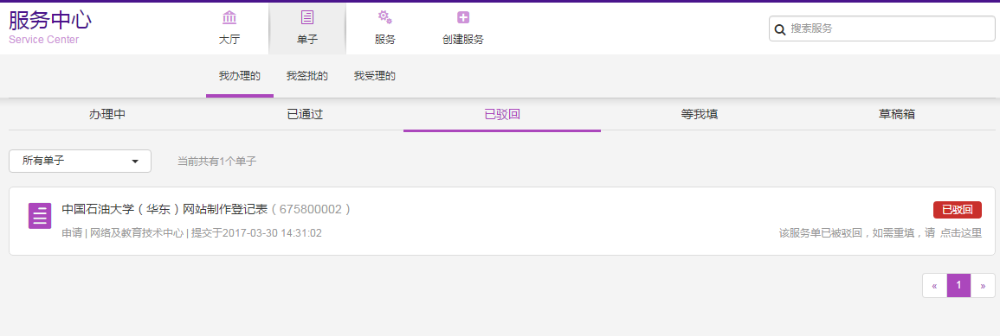 服务中心
Service Center
大厅
单子
服务
创建服务
搜索服务
我办理的
我签批的
我受理的
办理中
已通过
已驳回
等我填
草稿箱
所有单子
当前共有1个单子
中国石油大学（华东）网站制作登记表（675800002）
已驳回
申请 | 网络及教育技术中心 | 提交于2017-03-30 14:31:02
该服务单已被驳回，如需重填，请 点击这里
« 1 »